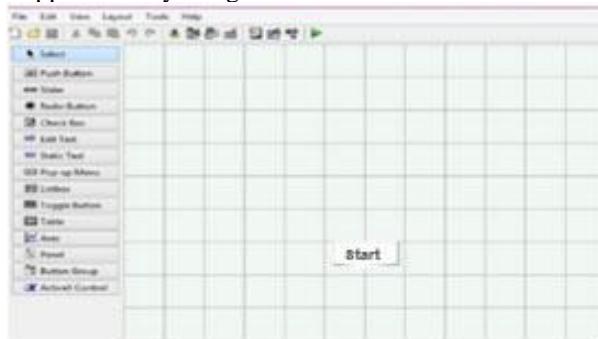 File Edit View Layout Tools Help
Select
Push Button
Slider
Radio Button
Check Box
Edit Text
Static Text
Pop-up Menu
Listbox
Toggle Button
Table
Axes
Panel
Button Group
ActiveX Control
Start